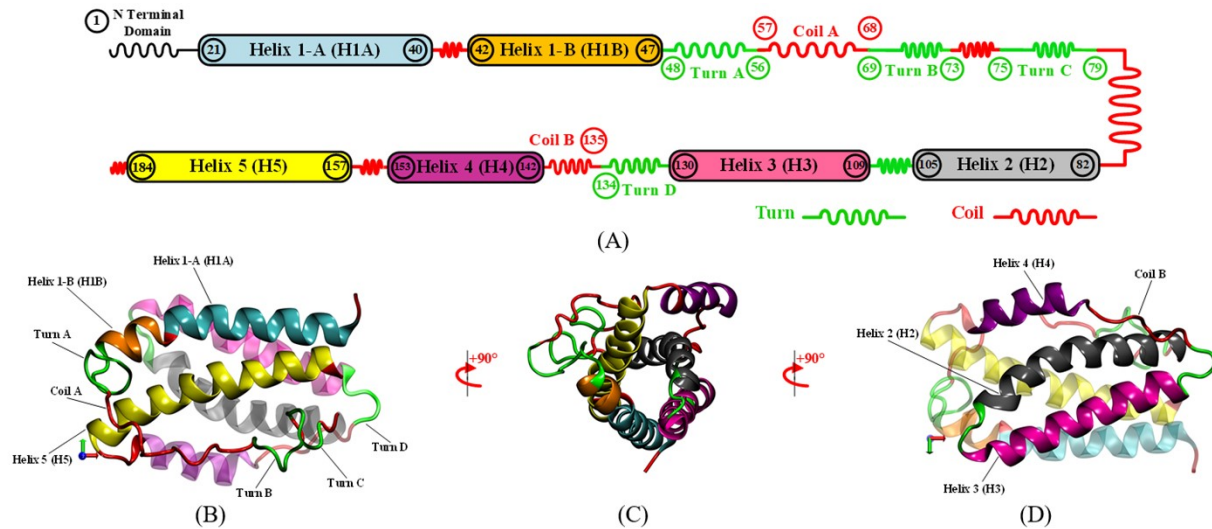 1 N Terminal
Domain
21 Helix 1-A (H1A) 40
42 Helix 1-B (H1B) 47
57 Coil A 68
48 Turn A 56
69 Turn B 73
75 Turn C 79
184 Helix 5 (H5) 157
153 Helix 4 (H4) 142
Coil B 135
134 Turn D
130 Helix 3 (H3) 109
105 Helix 2 (H2) 82
Turn
Coil
(A)
Helix 1-A (H1A)
Helix 1-B (H1B)
Turn A
Coil A
Helix 5 (H5)
Turn B
Turn C
Turn D
(B)
+90°
(C)
+90°
Helix 4 (H4)
Coil B
Helix 2 (H2)
Helix 3 (H3)
(D)